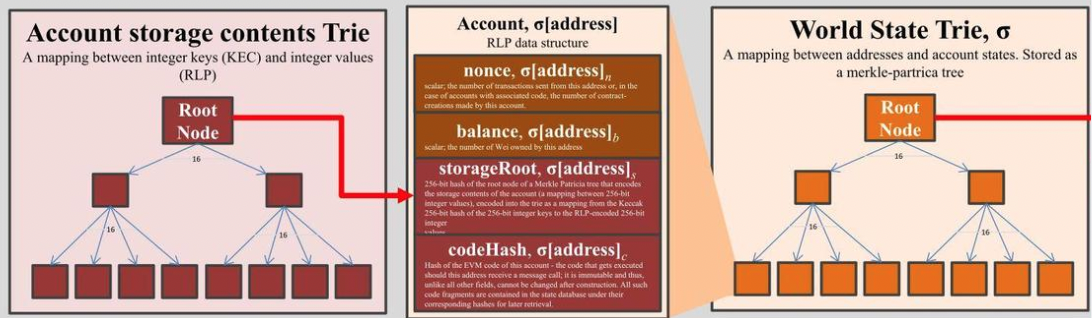 Account storage contents Trie
A mapping between integer keys (KEC) and integer values
(RLP)
Root
Node
16
16
16
Account, σ[address]
RLP data structure
nonce, σ[address]n
scalar; the number of transactions sent from this address or, in the
case of accounts with associated code, the number of contract-
creations made by this account.
balance, σ[address]b
scalar; the number of Wei owned by this address
storageRoot, σ[address]s
256-bit hash of the root node of a Merkle Patricia tree that encodes
the storage contents of the account (a mapping between 256-bit
integer values), encoded into the trie as a mapping from the Keccak
256-bit hash of the 256-bit integer keys to the RLP-encoded 256-bit
integer
values
codeHash, σ[address]c
Hash of the EVM code of this account - the code that gets executed
should this address receive a message call; it is immutable and thus,
unlike all other fields, cannot be changed after construction. All such
code fragments are contained in the state database under their
corresponding hashes for later retrieval.
World State Trie, σ
A mapping between addresses and account states. Stored as
a merkle-partrica tree
Root
Node
16
16
16